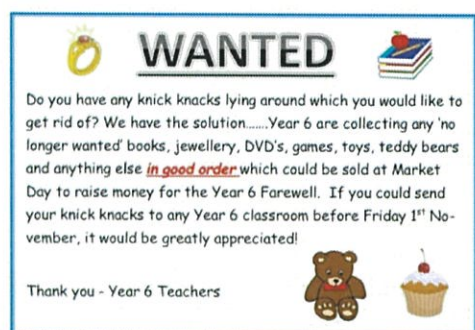 WANTED
Do you have any knick knacks lying around which you would like to
get rid of? We have the solution.......Year 6 are collecting any 'no
longer wanted' books, jewellery, DVD's, games, toys, teddy bears
and anything else in good order which could be sold at Market
Day to raise money for the Year 6 Farewell.  If you could send
your knick knacks to any Year 6 classroom before Friday 1st No-
vember, it would be greatly appreciated!
Thank you - Year 6 Teachers